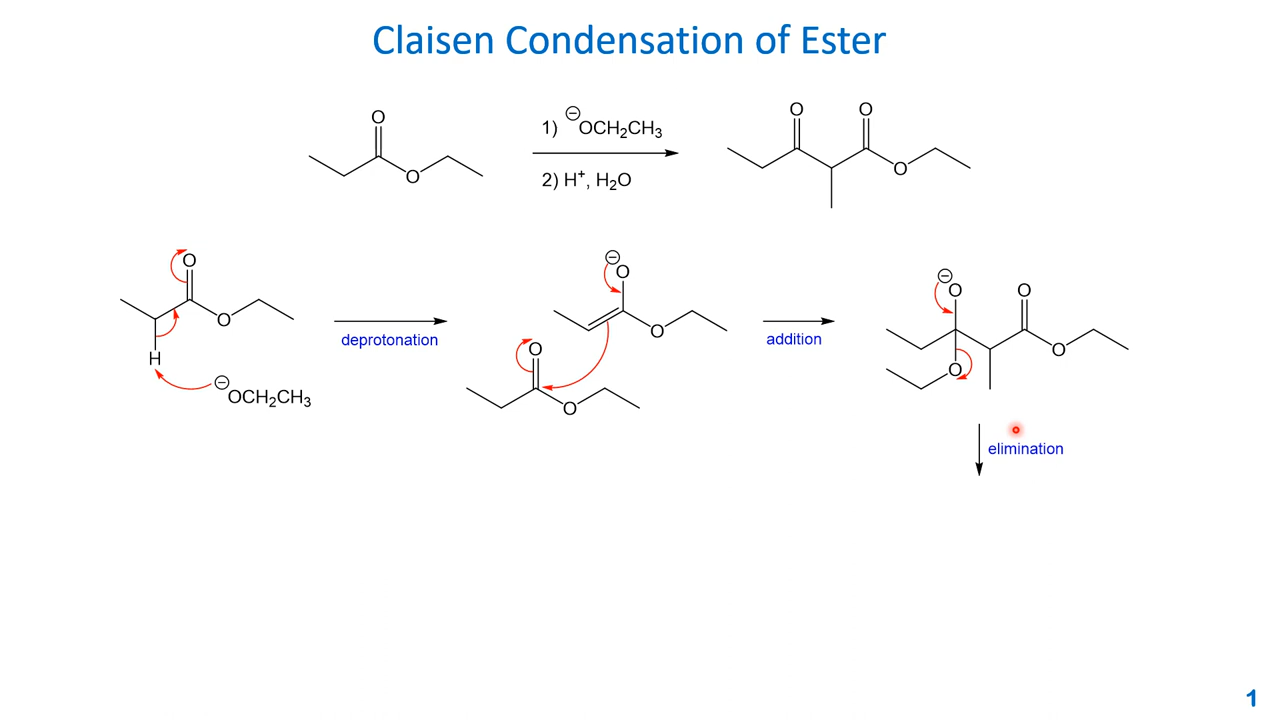 Claisen Condensation of Ester
O
O
1) ⊖OCH₂CH₃
2) H⁺, H₂O
O
O
O
O
O
H
⊖
OCH₂CH₃
deprotonation
⊖
O
O
O
O
addition
⊖
O
O
O
O
elimination
1